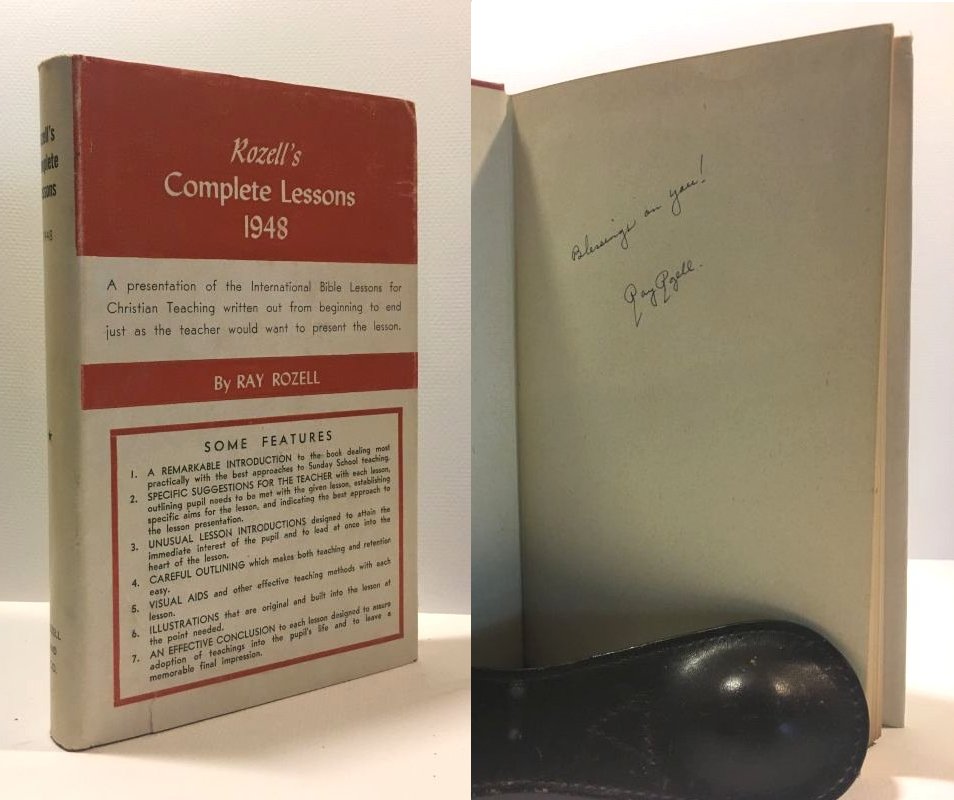 Rozell's
Complete Lessons
1948
A presentation of the International Bible Lessons for
Christian Teaching written out from beginning to end
just as the teacher would want to present the lesson.
By RAY ROZELL
SOME FEATURES
1. A REMARKABLE INTRODUCTION to the book dealing most
practically with the best approaches to Sunday School teaching.
2. SPECIFIC SUGGESTIONS FOR THE TEACHER with each lesson,
outlining pupil needs to be met with the given lesson, establishing
specific aims for the lesson, and indicating the best approach to
the lesson presentation.
3. UNUSUAL LESSON INTRODUCTIONS designed to attain the
immediate interest of the pupil and to lead at once into the
heart of the lesson.
4. CAREFUL OUTLINING which makes both teaching and retention
easy.
5. VISUAL AIDS and other effective teaching methods with each
lesson.
6. ILLUSTRATIONS that are original and built into the lesson at
the point needed.
7. AN EFFECTIVE CONCLUSION to each lesson designed to assure
adoption of teachings into the pupil's life and to leave a
memorable final impression.
Blessings on you!
Ray Rozell.